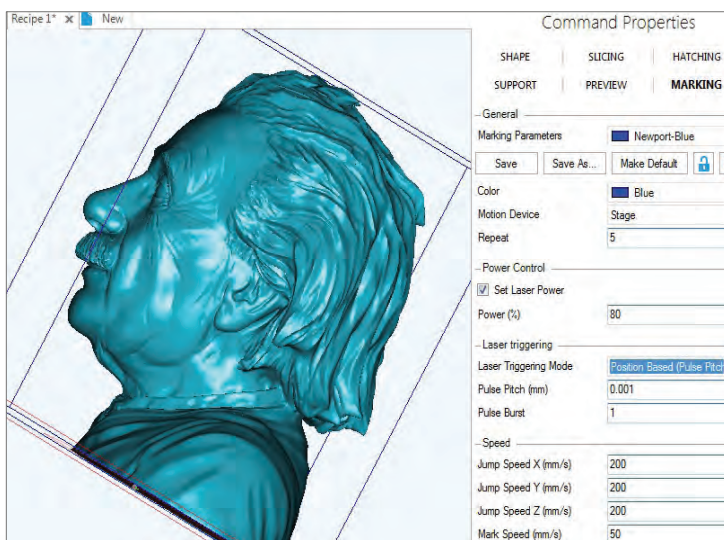 Recipe 1* × New
Command Properties
SHAPE SLICING HATCHING
SUPPORT PREVIEW MARKING
General
Marking Parameters Newport-Blue
Save Save As... Make Default
Color Blue
Motion Device Stage
Repeat 5
Power Control
Set Laser Power
Power (%) 80
Laser triggering
Laser Triggering Mode Position Based (Pulse Pitch
Pulse Pitch (mm) 0.001
Pulse Burst 1
Speed
Jump Speed X (mm/s) 200
Jump Speed Y (mm/s) 200
Jump Speed Z (mm/s) 200
Mark Speed (mm/s) 50